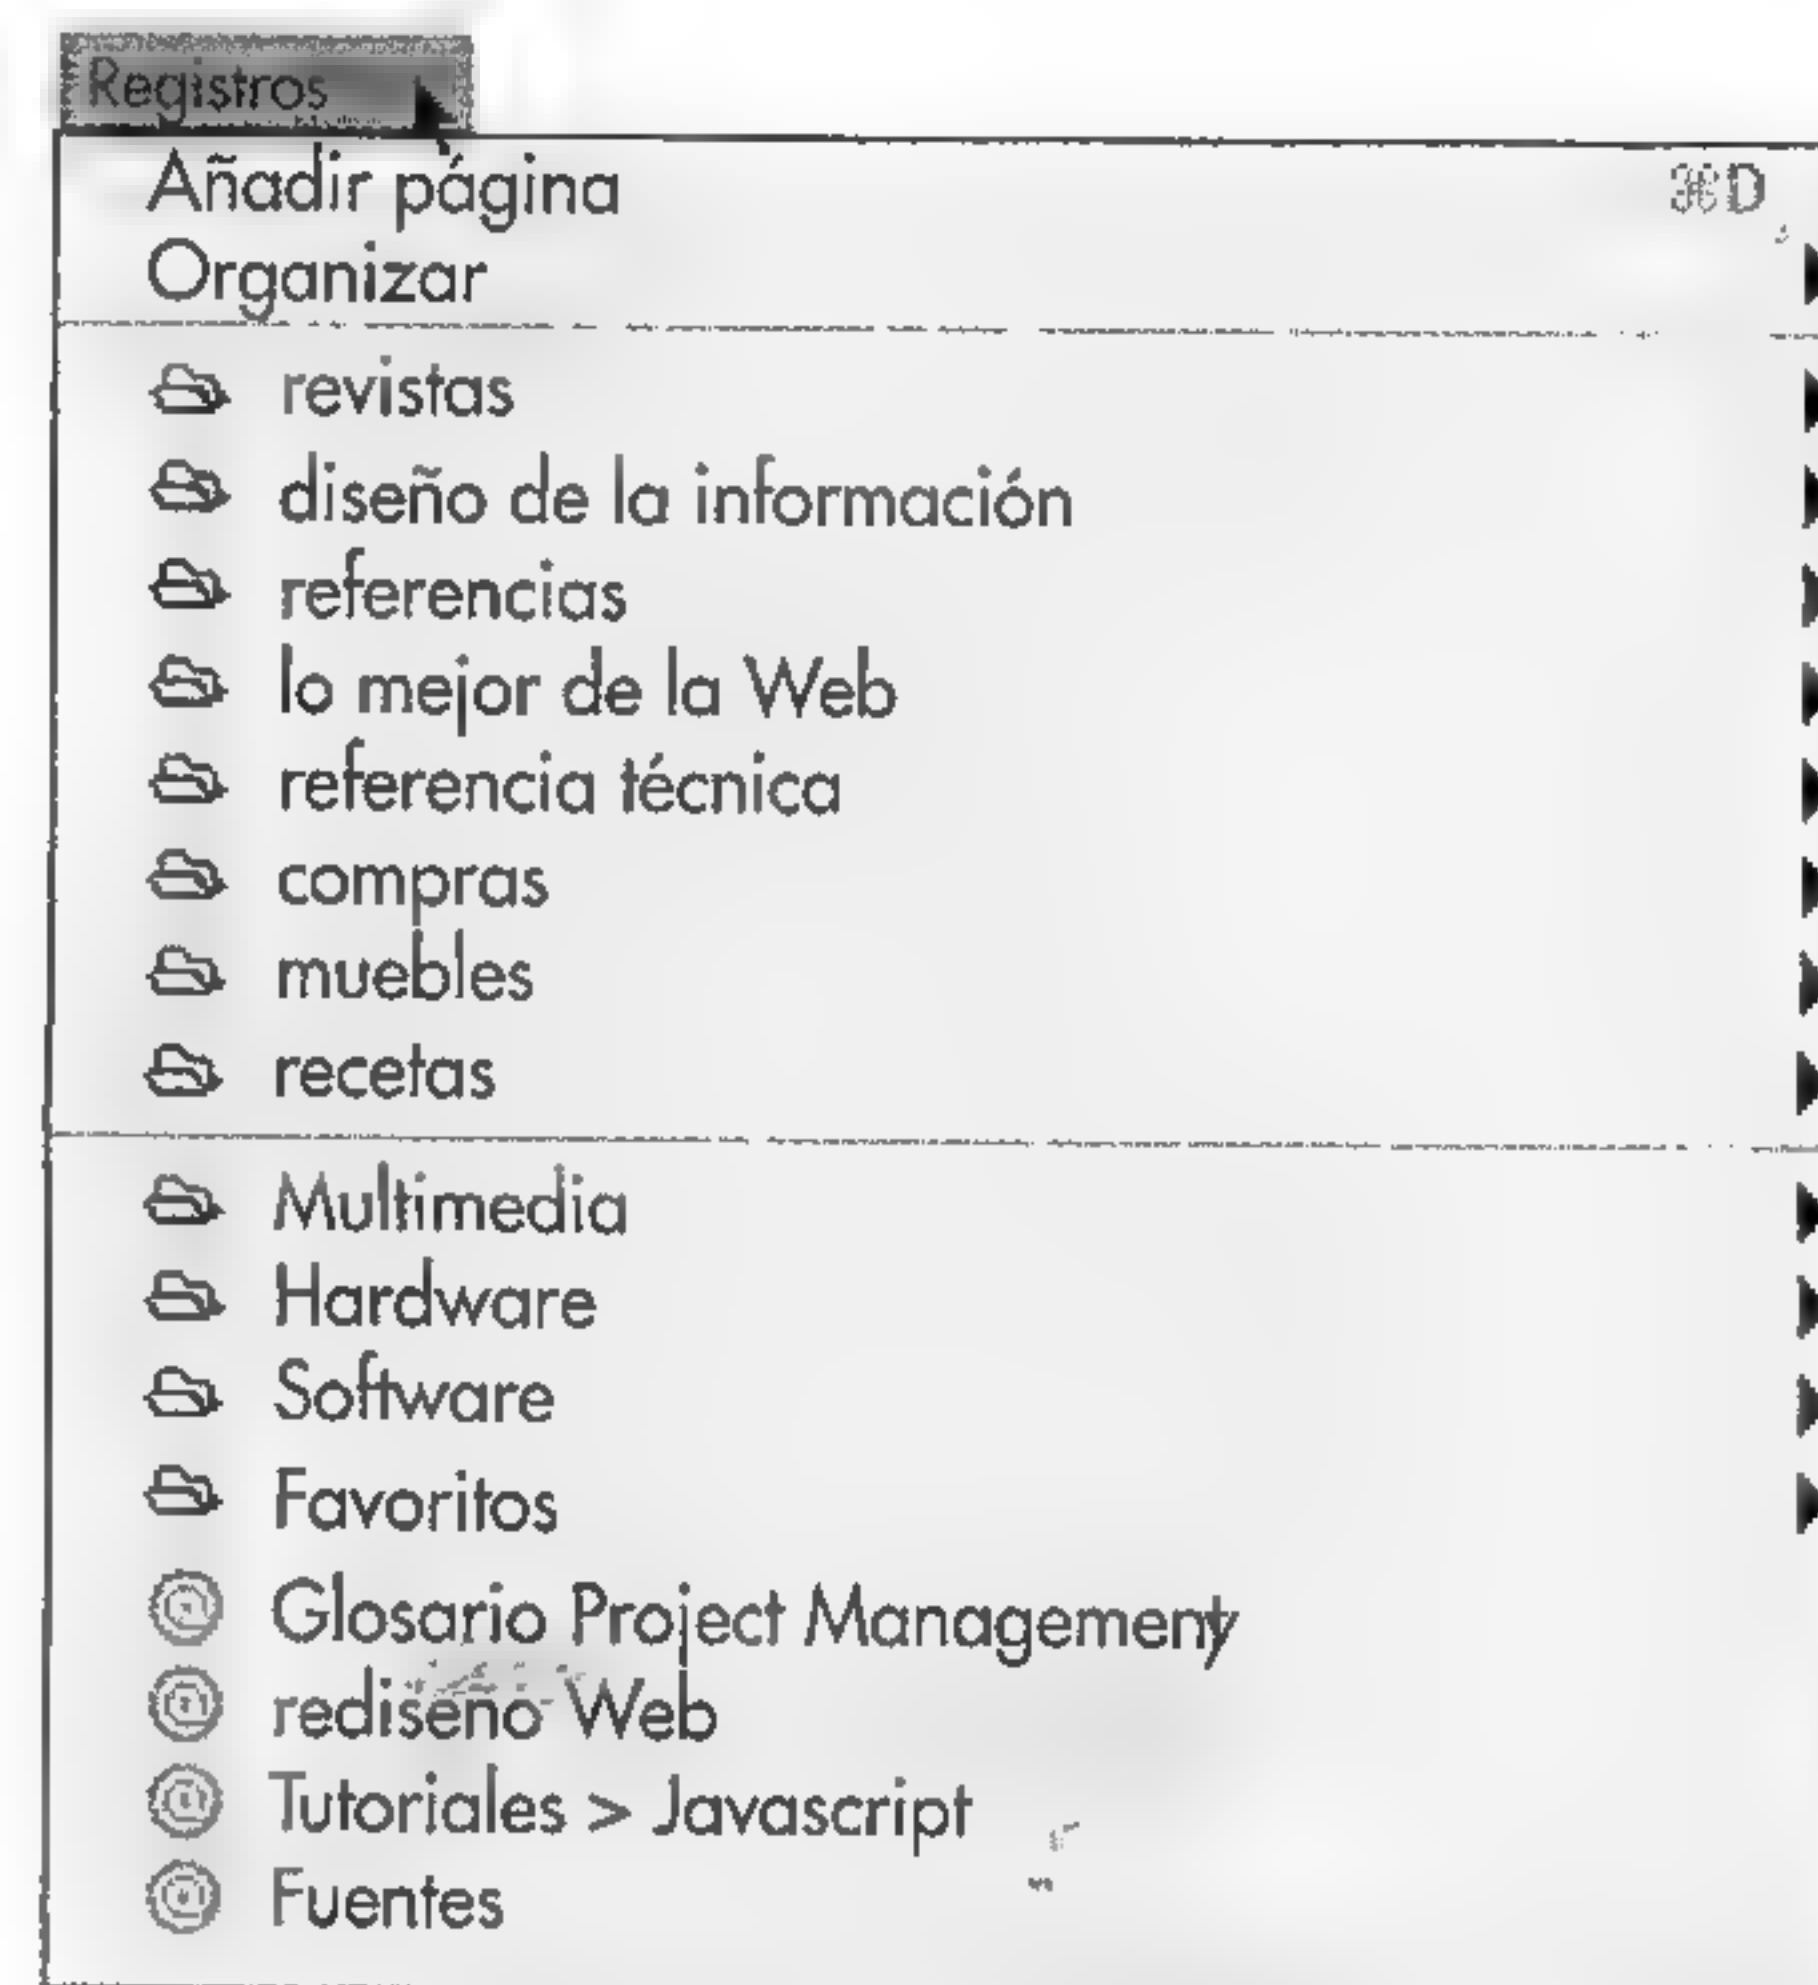 Registros
Añadir página ⌘D
Organizar
revistas
diseño de la información
referencias
lo mejor de la Web
referencia técnica
compras
muebles
recetas
Multimedia
Hardware
Software
Favoritos
Glosario Project Management
rediseño Web
Tutoriales > Javascript
Fuentes